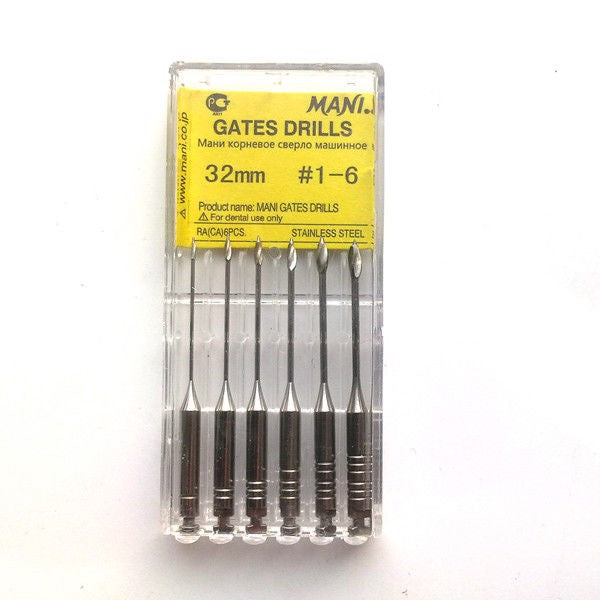 MANI
GATES DRILLS
Мани корневое сверло машинное
32mm #1-6
Product name: MANI GATES DRILLS
For dental use only
RA(CA)6PCS. STAINLESS STEEL
www.mani.co.jp